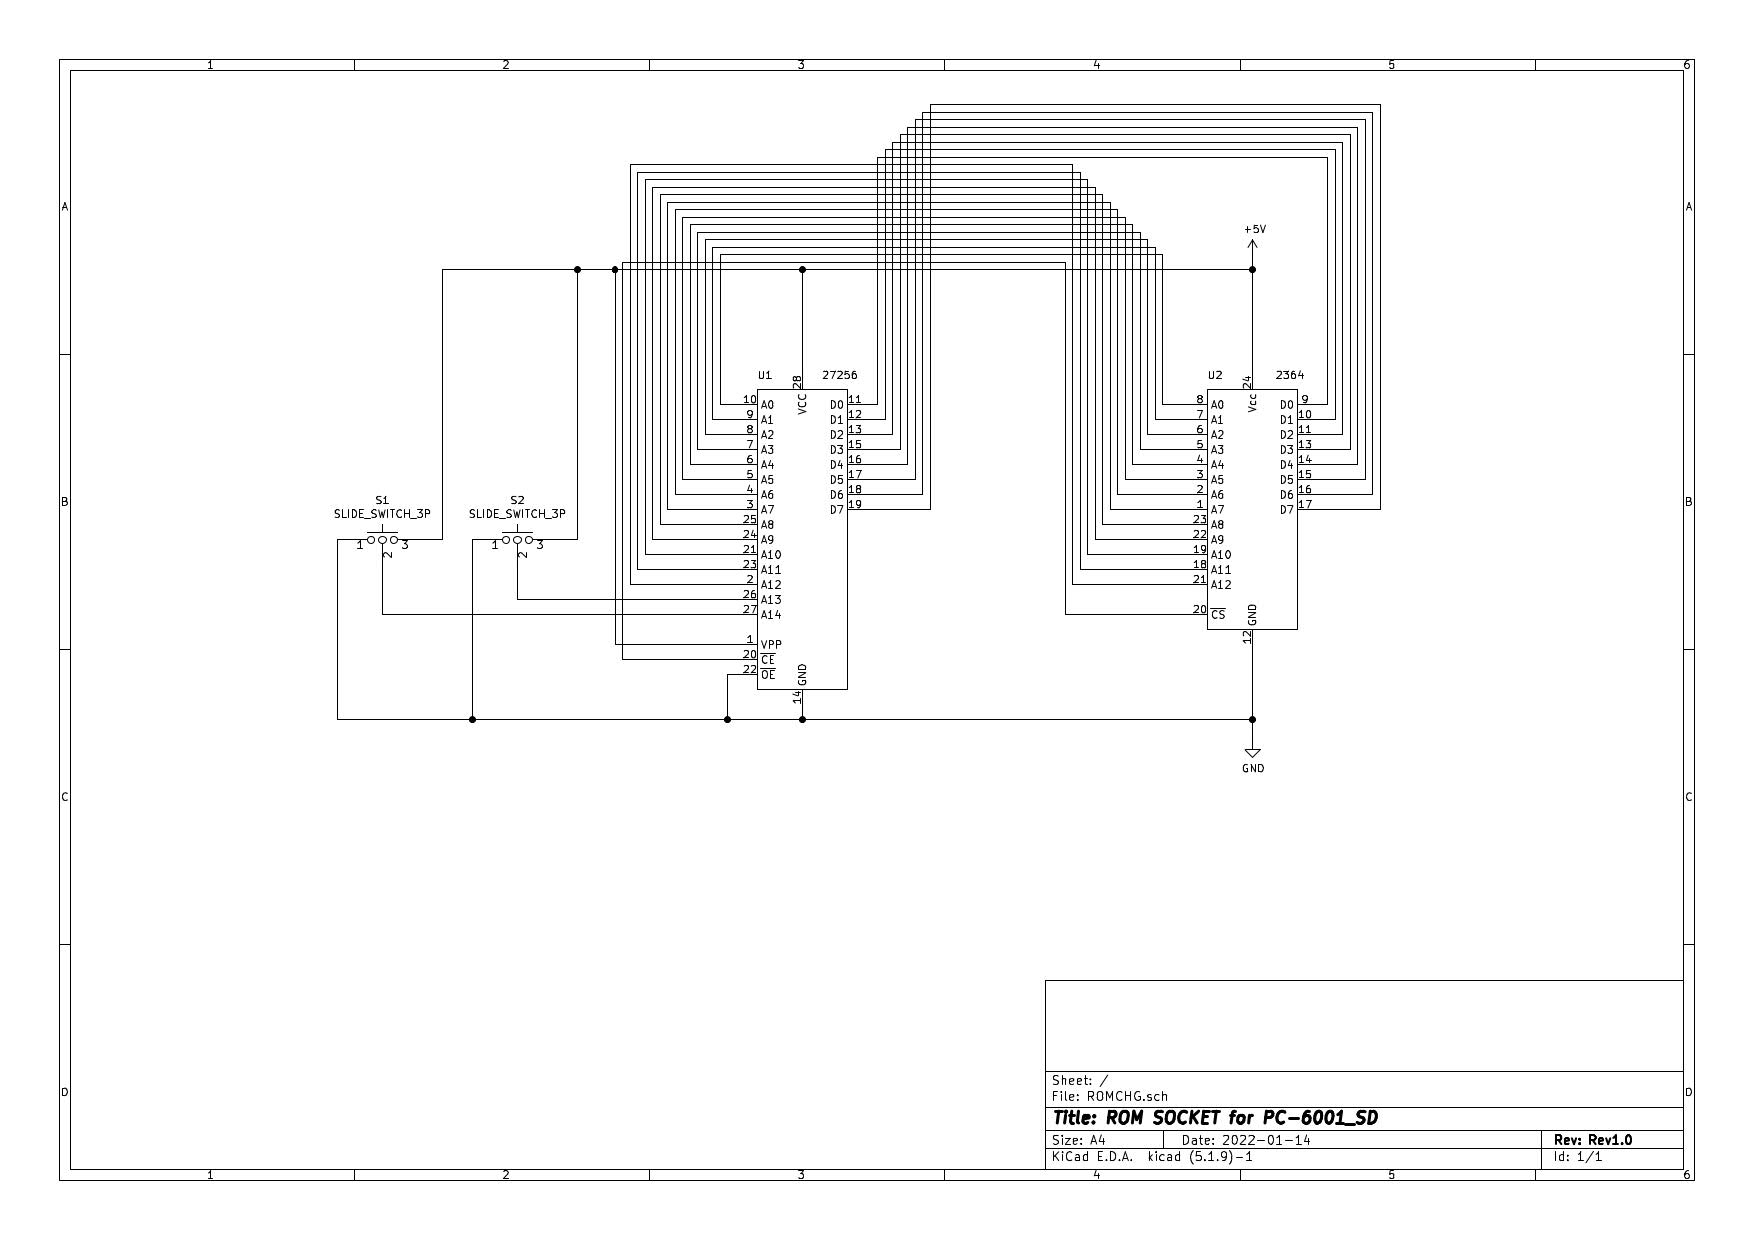 1 2 3 4 5 6
A A
+5V
U1 27256
U2 2364
28 VCC
24 Vcc
10 A0 D0 11
9 A1 D1 12
8 A2 D2 13
7 A3 D3 15
6 A4 D4 16
5 A5 D5 17
4 A6 D6 18
3 A7 D7 19
25 A8
24 A9
21 A10
23 A11
2 A12
26 A13
27 A14
1 VPP
20 CE
22 OE
14 GND
8 A0 D0 9
7 A1 D1 10
6 A2 D2 11
5 A3 D3 13
4 A4 D4 14
3 A5 D5 15
2 A6 D6 16
1 A7 D7 17
23 A8
22 A9
19 A10
18 A11
21 A12
20 CS
12 GND
B B
S1
SLIDE_SWITCH_3P
1 2 3
S2
SLIDE_SWITCH_3P
1 2 3
GND
C C
D D
Sheet: /
File: ROMCHG.sch
Title: ROM SOCKET for PC-6001_SD
Size: A4 Date: 2022-01-14 Rev: Rev1.0
KiCad E.D.A. kicad (5.1.9)-1 Id: 1/1
1 2 3 4 5 6